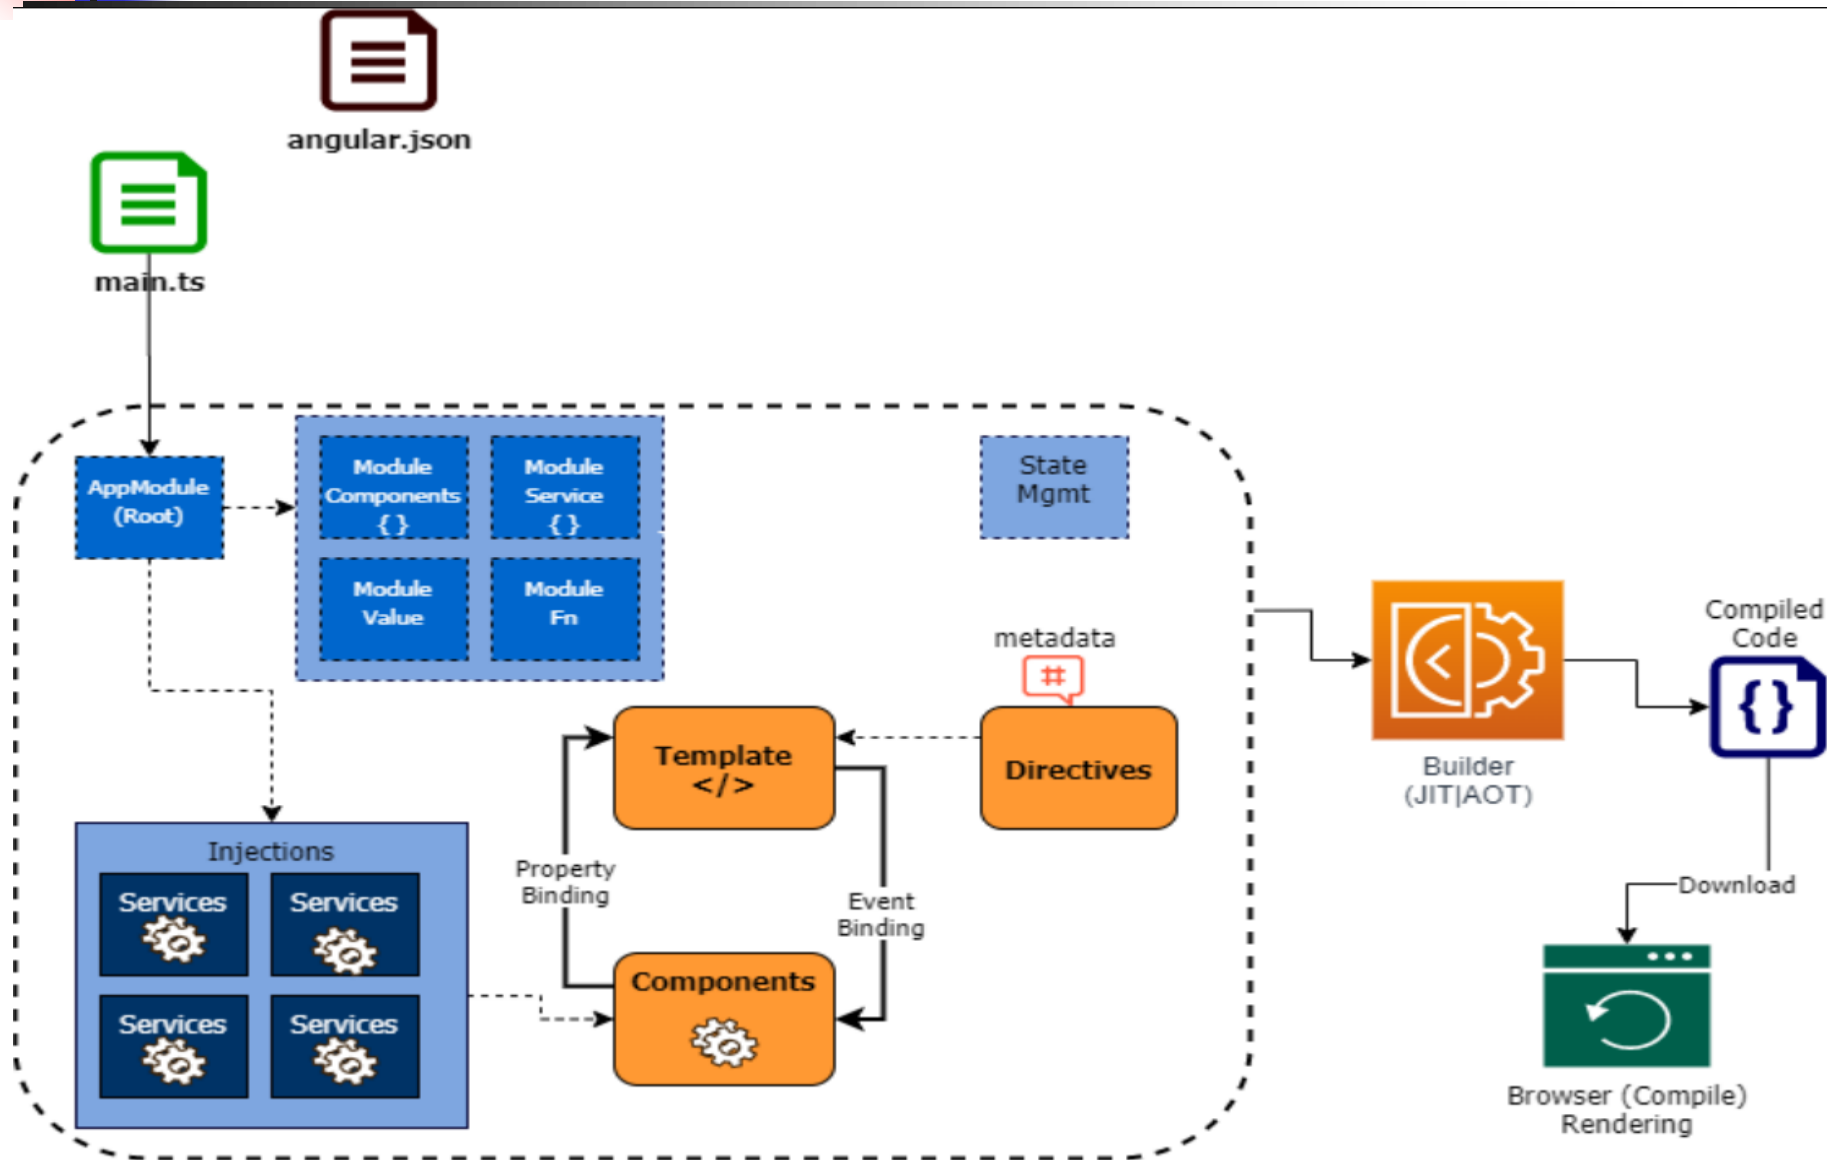 angular.json
main.ts
AppModule
(Root)
Module
Components
{}
Module
Service
{}
Module
Value
Module
Fn
State
Mgmt
metadata
#
Template
</>
Directives
Property
Binding
Event
Binding
Components
Injections
Services
Services
Services
Services
Builder
(JIT|AOT)
Compiled
Code
{}
Download
Browser (Compile)
Rendering